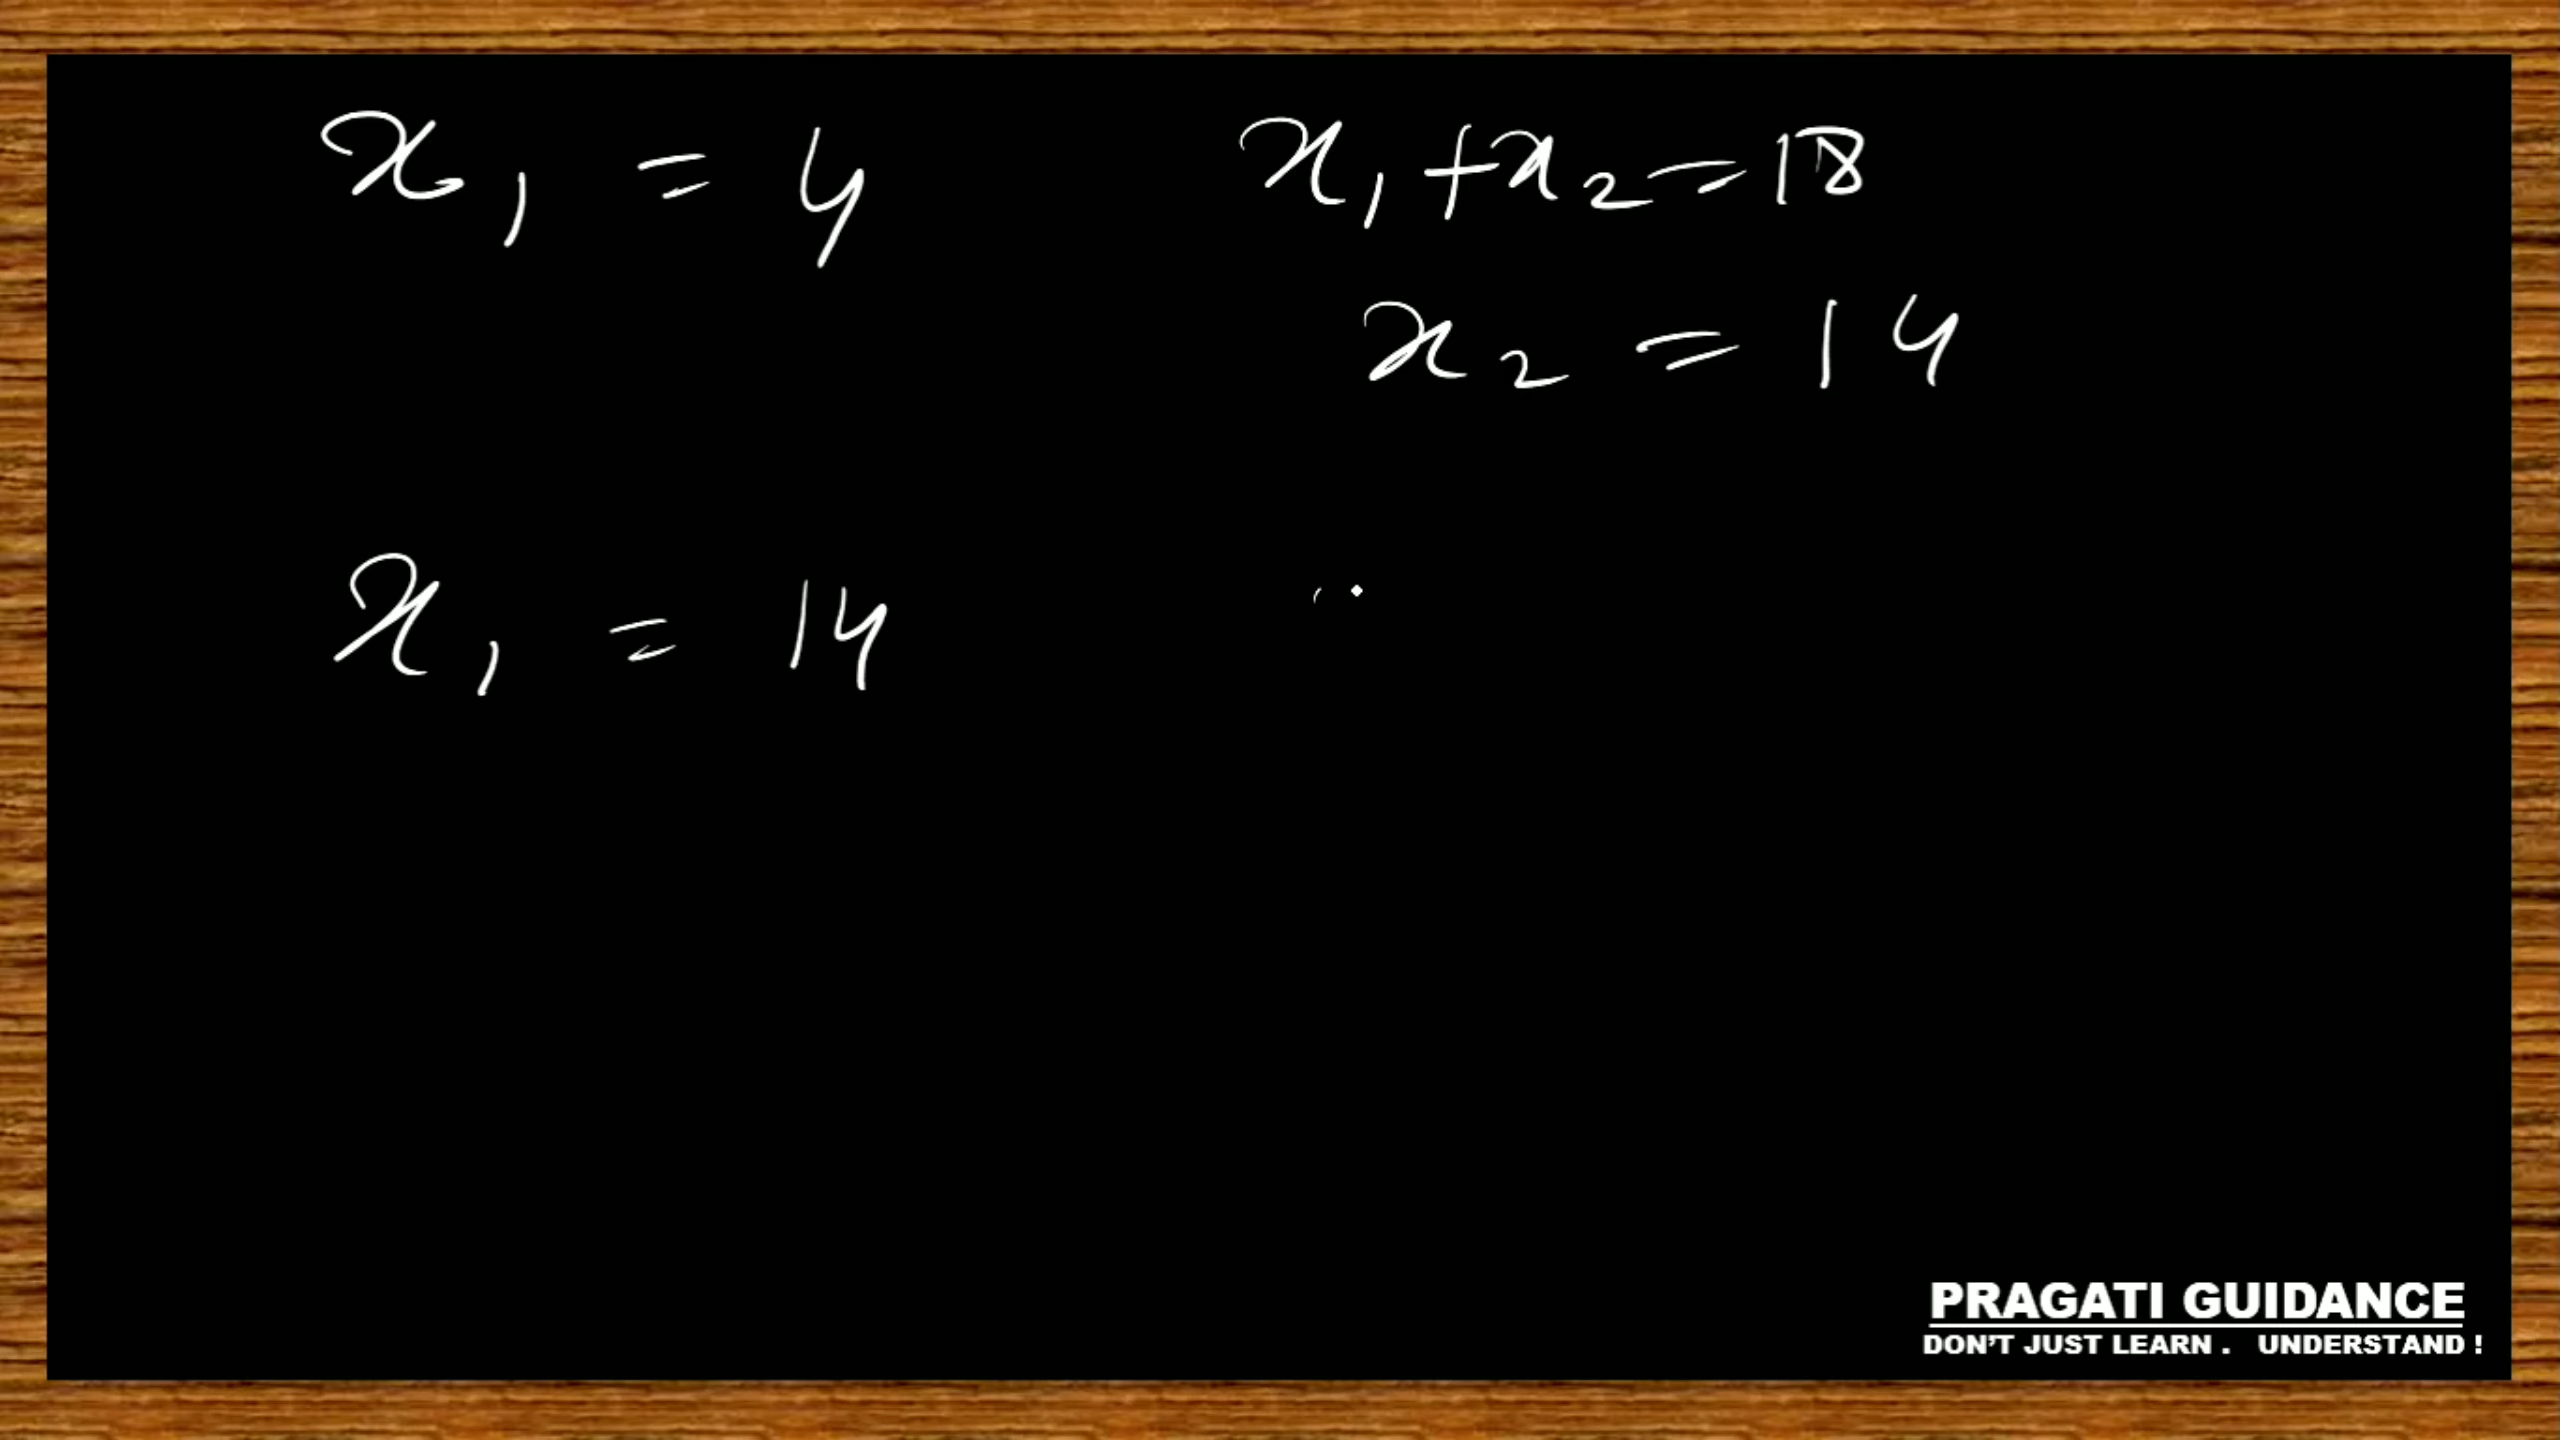 x₁ = 4
x₁ + x₂ = 18
x₂ = 14
x₁ = 14
PRAGATI GUIDANCE
DON'T JUST LEARN . UNDERSTAND !